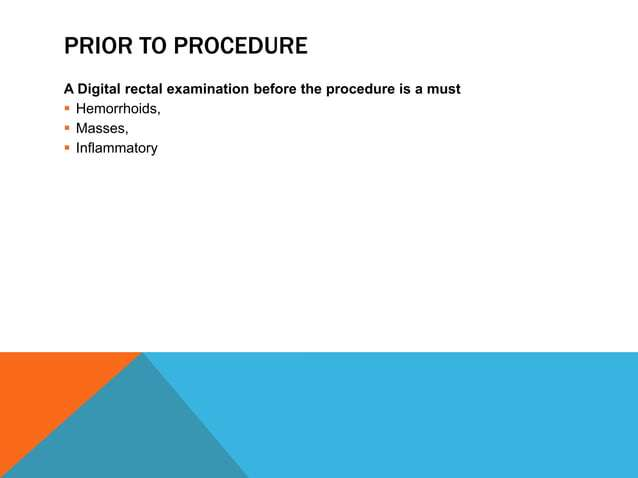 PRIOR TO PROCEDURE
A Digital rectal examination before the procedure is a must
▪ Hemorrhoids,
▪ Masses,
▪ Inflammatory